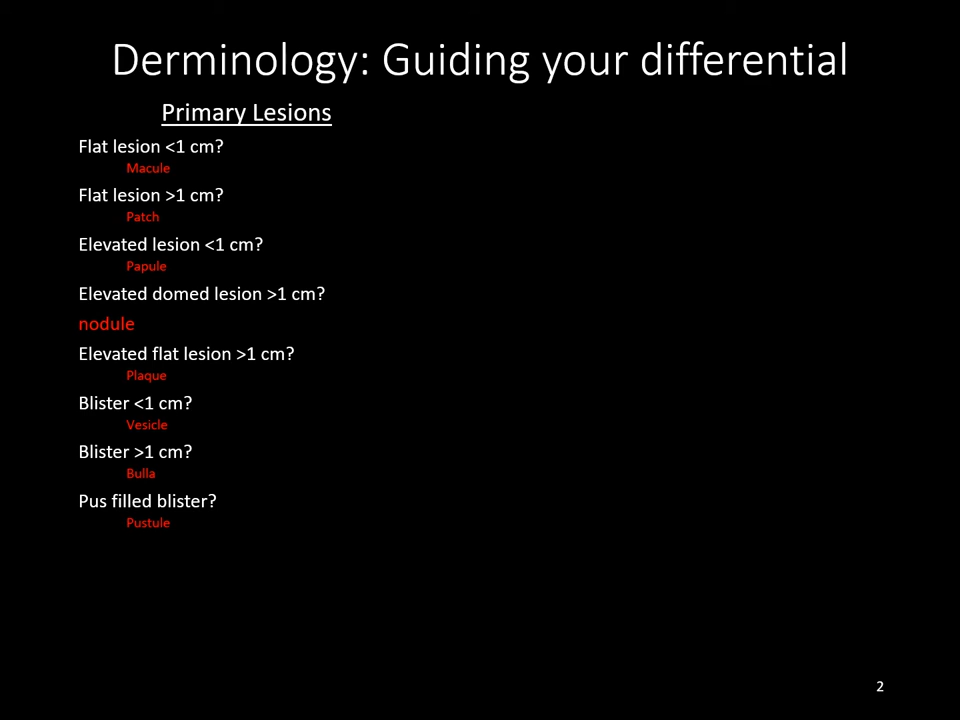 Derminology: Guiding your differential
Primary Lesions
Flat lesion <1 cm?
Macule
Flat lesion >1 cm?
Patch
Elevated lesion <1 cm?
Papule
Elevated domed lesion >1 cm?
nodule
Elevated flat lesion >1 cm?
Plaque
Blister <1 cm?
Vesicle
Blister >1 cm?
Bulla
Pus filled blister?
Pustule
2